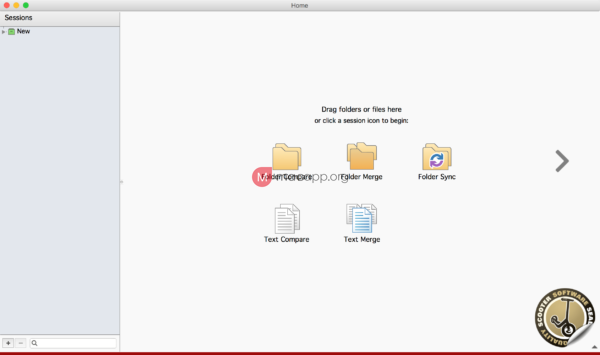 Home
Sessions
New
Drag folders or files here
or click a session icon to begin:
Folder Compare
Folder Merge
Folder Sync
Text Compare
Text Merge
SCOOTER SOFTWARE SEAL
QUALITY